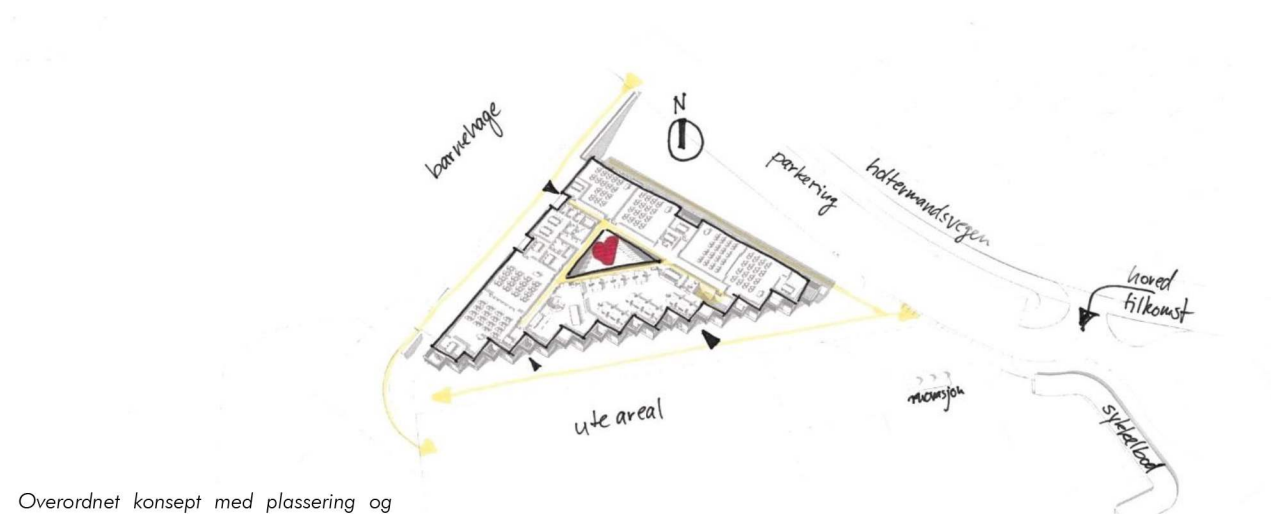 N
barnehage
parkering
holtermandsvegen
hoved
tilkomst
sykkelbod
ute areal
Overordnet konsept med plassering og